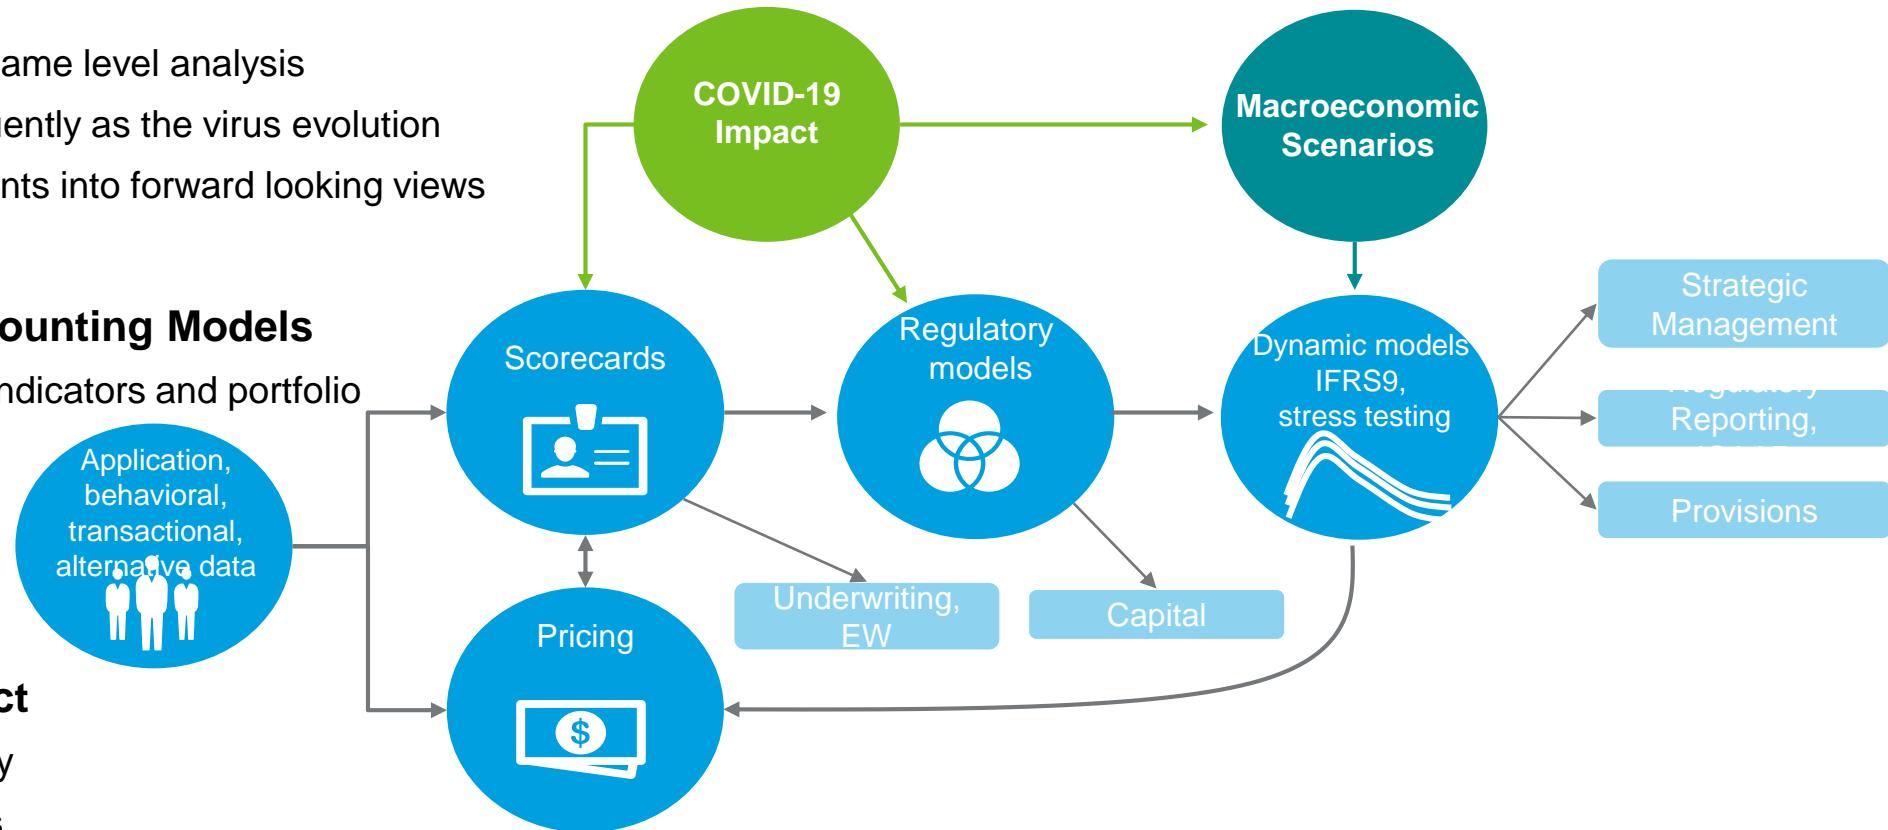 ame level analysis
uently as the virus evolution
nts into forward looking views
ounting Models
ndicators and portfolio
ct
y
COVID-19
Impact
Macroeconomic
Scenarios
Scorecards
Regulatory
models
Dynamic models
IFRS9,
stress testing
Application,
behavioral,
transactional,
alternative data
Pricing
$
Underwriting,
EW
Capital
Strategic
Management
Regulatory
Reporting,
Provisions